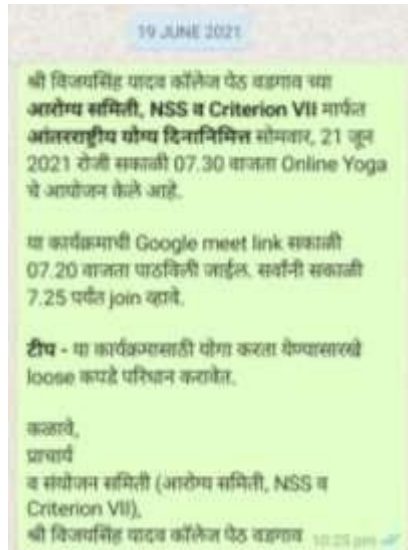 19 JUNE 2021
श्री विजयसिंह यादव कॉलेज पेठ वडगाव च्या
आरोग्य समिती, NSS व Criterion VII मार्फत
आंतरराष्ट्रीय योग्य दिनानिमित्त सोमवार, 21 जून
2021 रोजी सकाळी 07.30 वाजता Online Yoga
चे आयोजन केले आहे.
या कार्यक्रमाची Google meet link सकाळी
07.20 वाजता पाठविली जाईल. सर्वांनी सकाळी
7.25 पर्यंत join व्हावे.
टीप - या कार्यक्रमासाठी योगा करता येण्यासारखे
loose कपडे परिधान करावेत.
कळावे,
प्राचार्य
व संयोजन समिती (आरोग्य समिती, NSS व
Criterion VII),
श्री विजयसिंह यादव कॉलेज पेठ वडगाव
10:25 pm